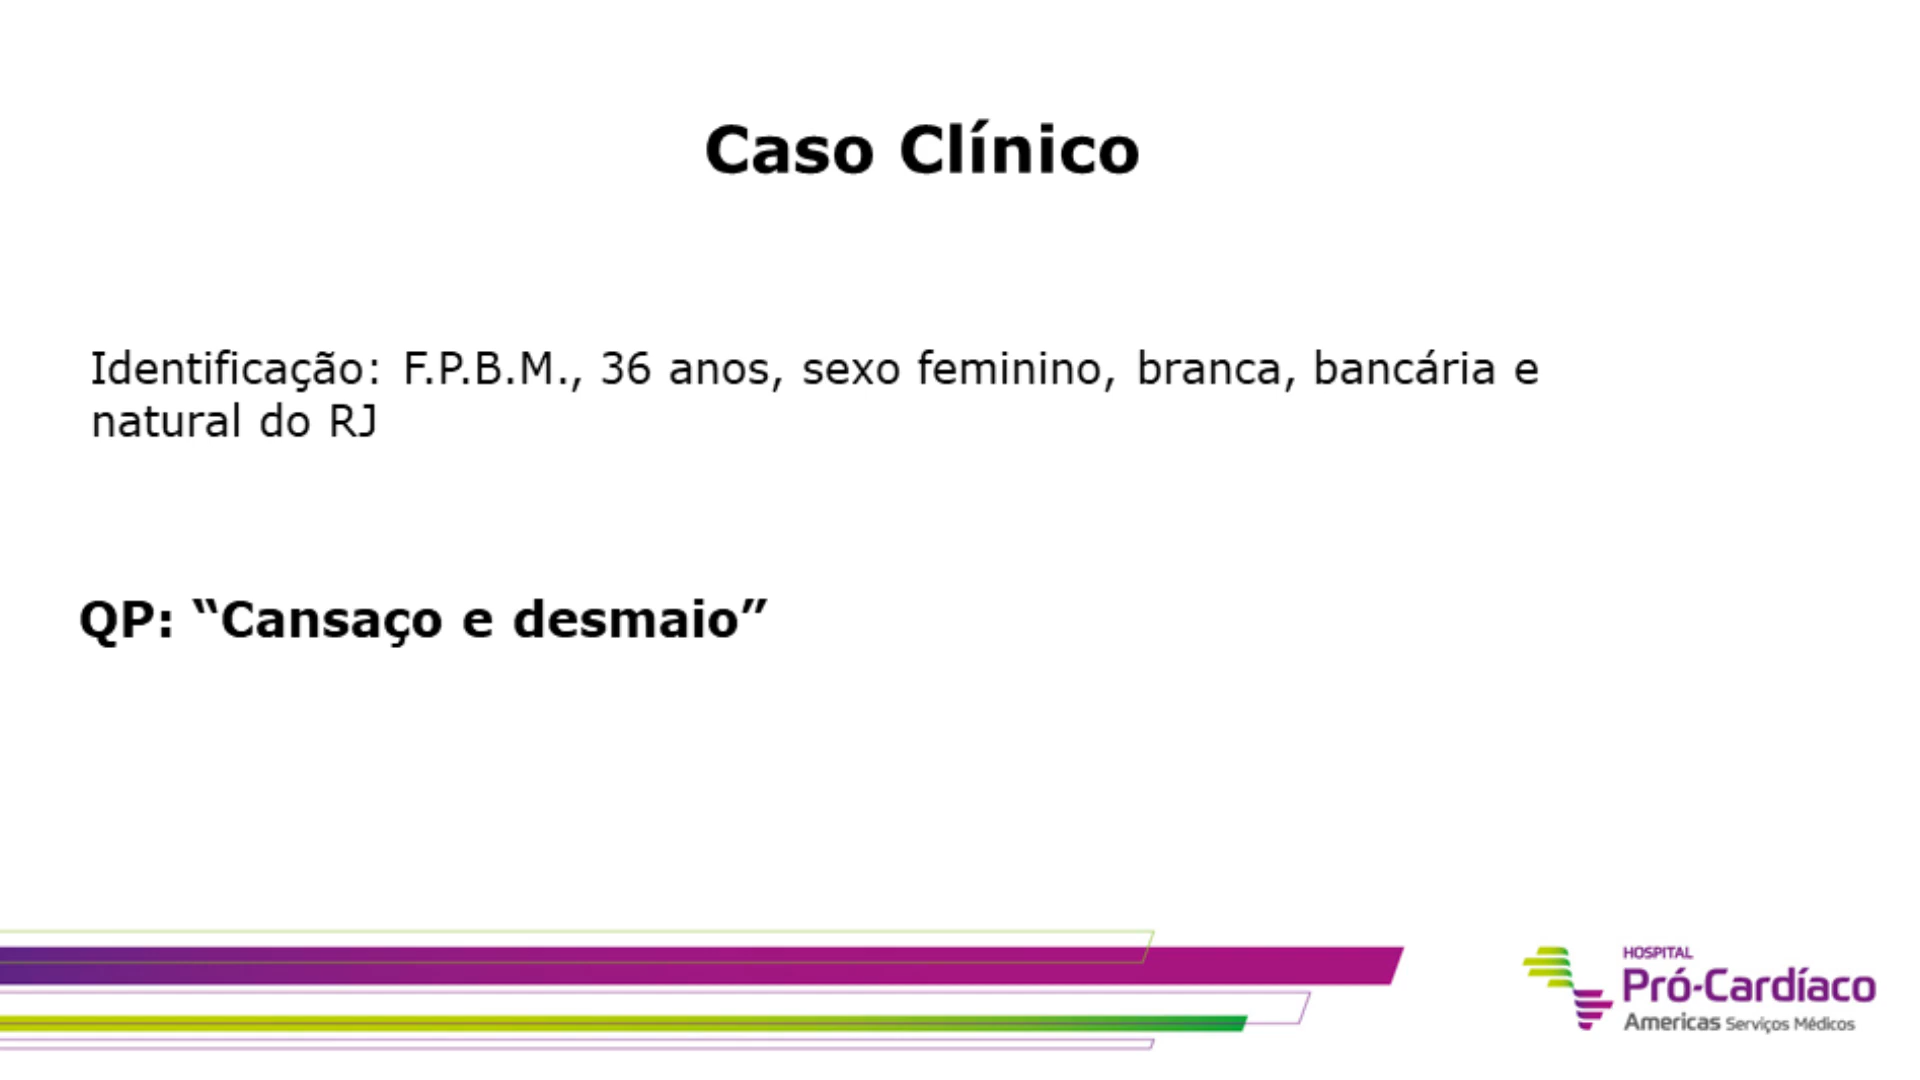 Caso Clínico
Identificação: F.P.B.M., 36 anos, sexo feminino, branca, bancária e
natural do RJ
QP: “Cansaço e desmaio”
HOSPITAL
Pró-Cardíaco
Americas Serviços Médicos